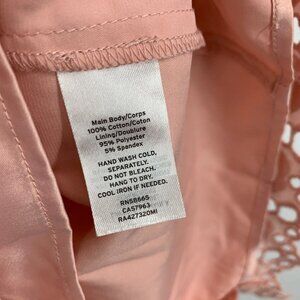 Main Body/Corps
100% Cotton/Coton
Lining/Doublure
95% Polyester
5% Spandex
HAND WASH COLD,
SEPARATELY.
DO NOT BLEACH.
HANG TO DRY.
COOL IRON IF NEEDED.
RN58665
CA57963
RA427320MI